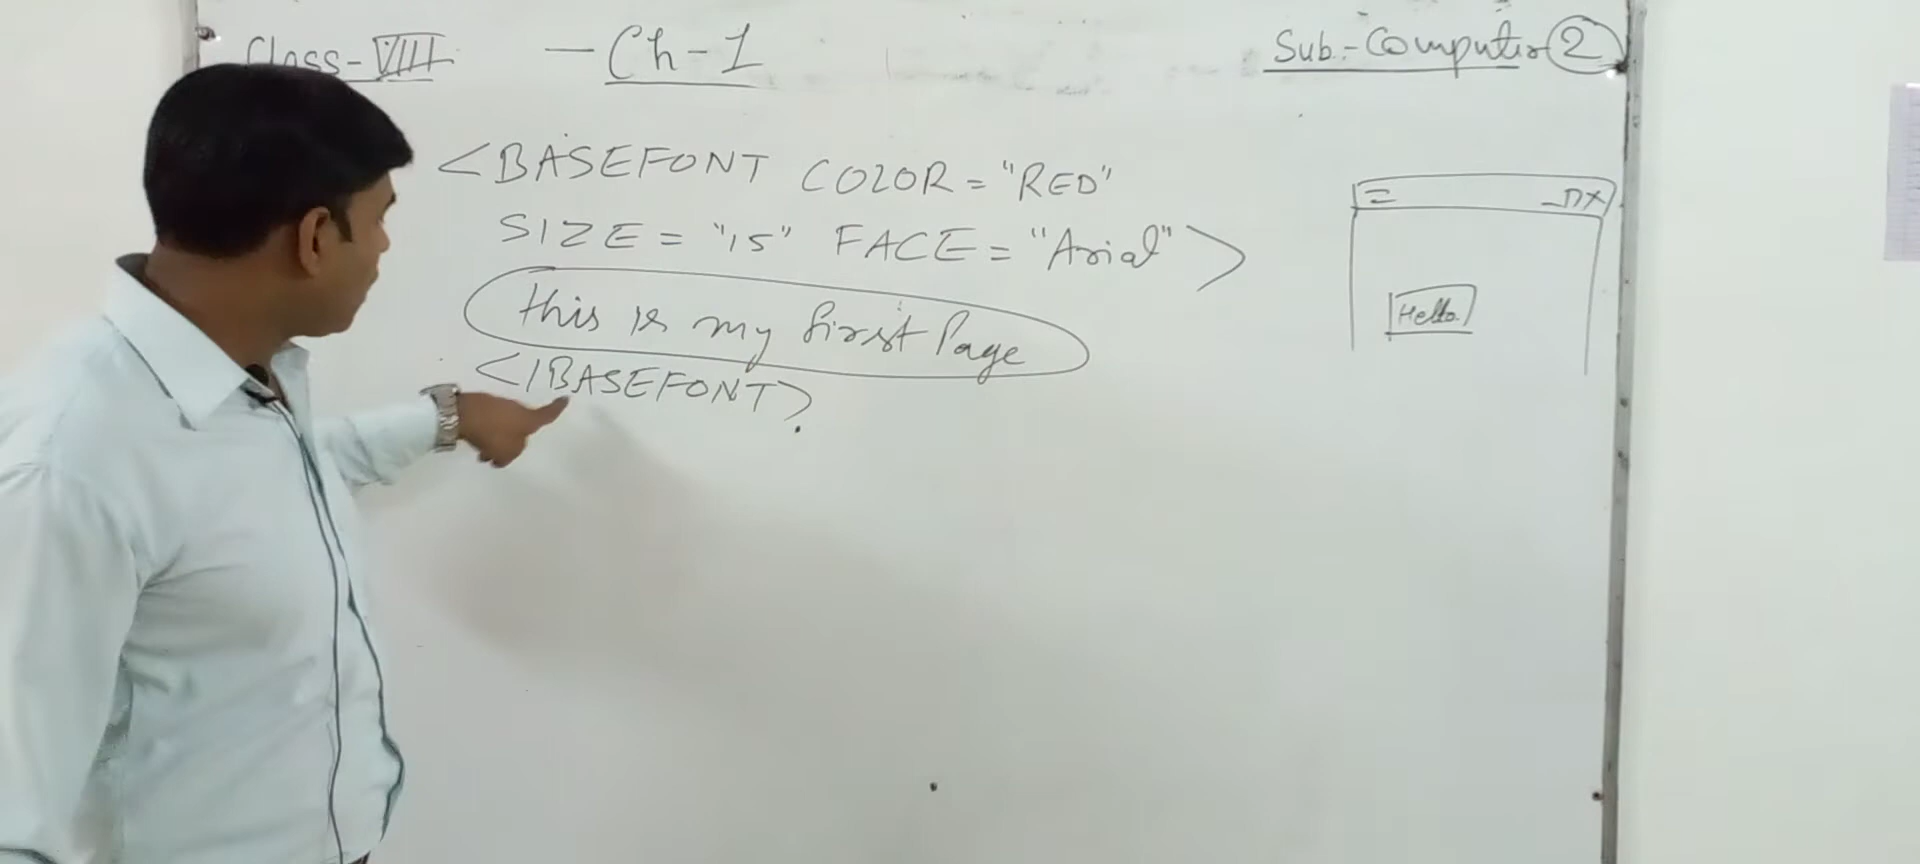 Class-VIII - Ch-1 Sub.-Computer 2
<BASEFONT COLOR="RED"
SIZE="15" FACE="Arial">
this is my first Page
</BASEFONT>
Hello.